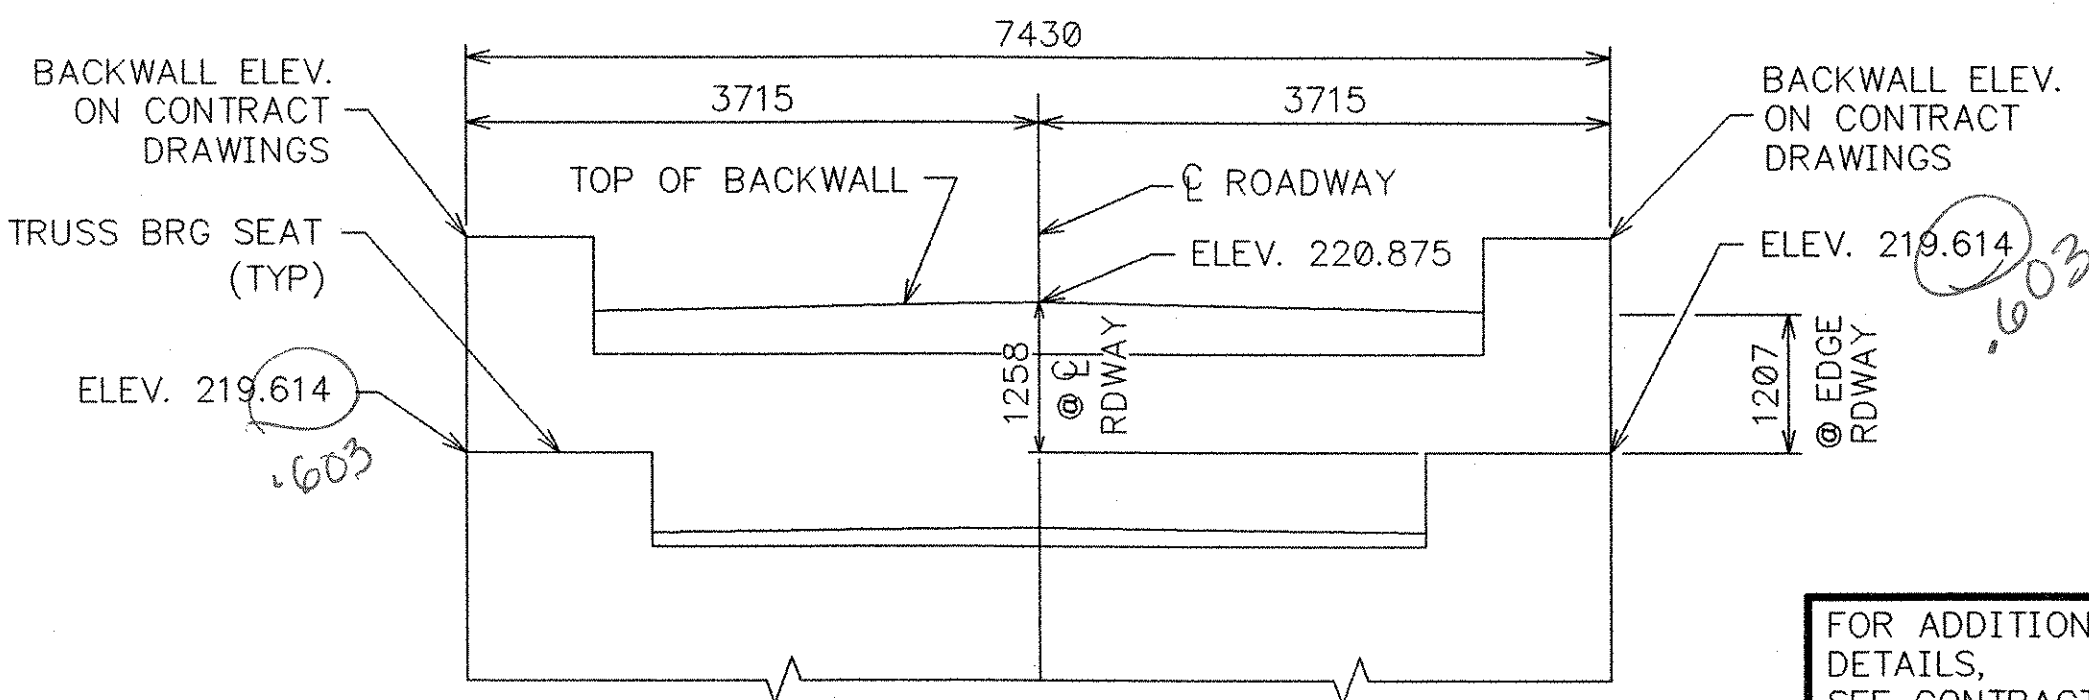 7430
BACKWALL ELEV.
ON CONTRACT
DRAWINGS
3715
3715
BACKWALL ELEV.
ON CONTRACT
DRAWINGS
TOP OF BACKWALL
℄ ROADWAY
TRUSS BRG SEAT
(TYP)
ELEV. 220.875
ELEV. 219.614
.603
1258
@ ℄
RDWAY
1207
@ EDGE
RDWAY
ELEV. 219.614
.603
FOR ADDITION
DETAILS,
SEE CONTRACT